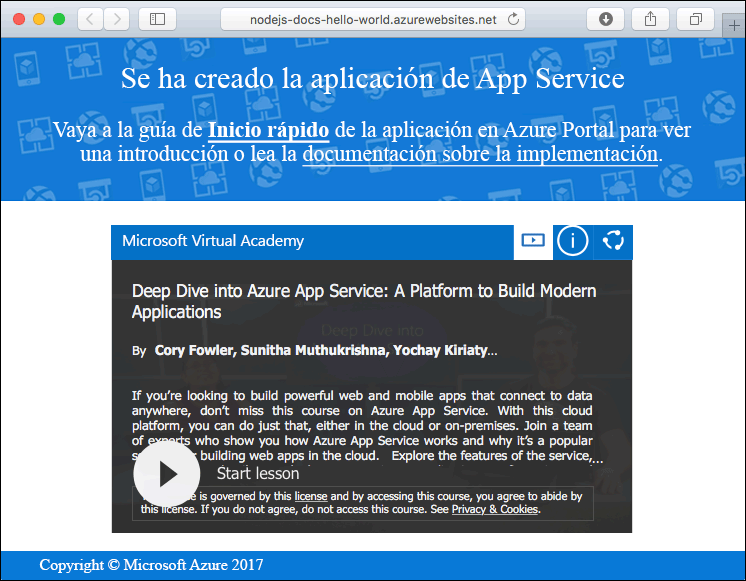 nodejs-docs-hello-world.azurewebsites.net
Se ha creado la aplicación de App Service
Vaya a la guía de Inicio rápido de la aplicación en Azure Portal para ver
una introducción o lea la documentación sobre la implementación.
Microsoft Virtual Academy
Deep Dive into Azure App Service: A Platform to Build Modern
Applications
Deep Dive into
By Cory Fowler, Sunitha Muthukrishna, Yochay Kiriaty...
If you're looking to build powerful web and mobile apps that connect to data
anywhere, don't miss this course on Azure App Service. With this cloud
platform, you can do just that, either in the cloud or on-premises. Join a team
of experts who show you how Azure App Service works and why it's a popular
building web apps in the cloud. Explore the features of the service,...
Start lesson
is governed by this license and by accessing this course, you agree to abide by
this license. If you do not agree, do not access this course. See Privacy & Cookies.
Copyright © Microsoft Azure 2017